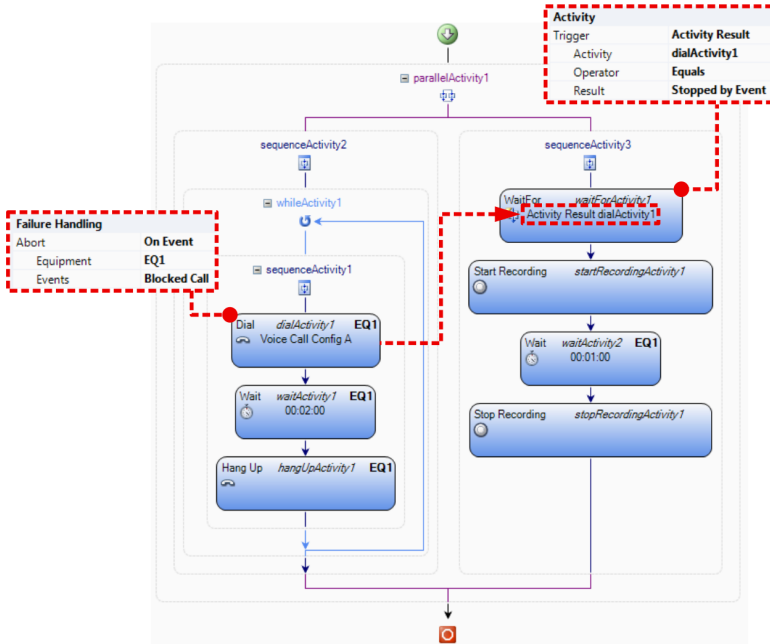 Activity
Trigger Activity Result
Activity dialActivity1
Operator Equals
Result Stopped by Event
parallelActivity1
sequenceActivity2
sequenceActivity3
whileActivity1
WaitFor waitForActivity1
Activity Result dialActivity1
Failure Handling
Abort On Event
Equipment EQ1
Events Blocked Call
sequenceActivity1
Start Recording startRecordingActivity1
Dial dialActivity1 EQ1
Voice Call Config A
Wait waitActivity2 EQ1
00:01:00
Wait waitActivity1 EQ1
00:02:00
Stop Recording stopRecordingActivity1
Hang Up hangUpActivity1 EQ1